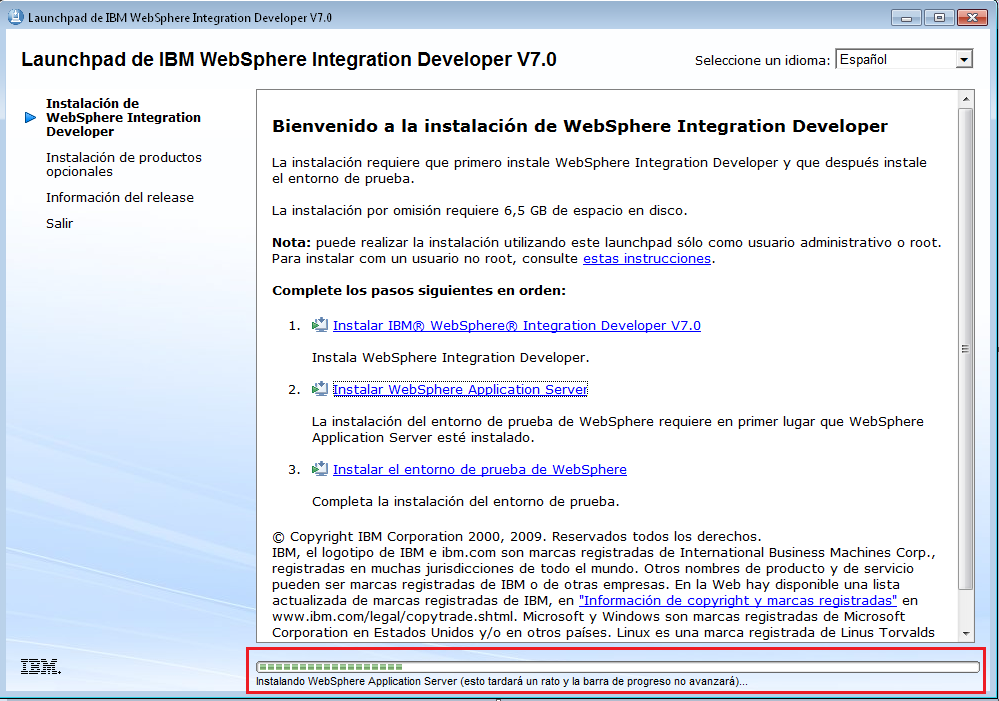 Launchpad de IBM WebSphere Integration Developer V7.0
Launchpad de IBM WebSphere Integration Developer V7.0
Seleccione un idioma: Español
Instalación de
WebSphere Integration
Developer
Instalación de productos
opcionales
Información del release
Salir
Bienvenido a la instalación de WebSphere Integration Developer
La instalación requiere que primero instale WebSphere Integration Developer y que después instale
el entorno de prueba.
La instalación por omisión requiere 6,5 GB de espacio en disco.
Nota: puede realizar la instalación utilizando este launchpad sólo como usuario administrativo o root.
Para instalar com un usuario no root, consulte estas instrucciones.
Complete los pasos siguientes en orden:
1. Instalar IBM® WebSphere® Integration Developer V7.0
Instala WebSphere Integration Developer.
2. Instalar WebSphere Application Server
La instalación del entorno de prueba de WebSphere requiere en primer lugar que WebSphere
Application Server esté instalado.
3. Instalar el entorno de prueba de WebSphere
Completa la instalación del entorno de prueba.
© Copyright IBM Corporation 2000, 2009. Reservados todos los derechos.
IBM, el logotipo de IBM e ibm.com son marcas registradas de International Business Machines Corp.,
registradas en muchas jurisdicciones de todo el mundo. Otros nombres de producto y de servicio
pueden ser marcas registradas de IBM o de otras empresas. En la Web hay disponible una lista
actualizada de marcas registradas de IBM, en "Información de copyright y marcas registradas" en
www.ibm.com/legal/copytrade.shtml. Microsoft y Windows son marcas registradas de Microsoft
Corporation en Estados Unidos y/o en otros países. Linux es una marca registrada de Linus Torvalds
IBM.
Instalando WebSphere Application Server (esto tardará un rato y la barra de progreso no avanzará)...